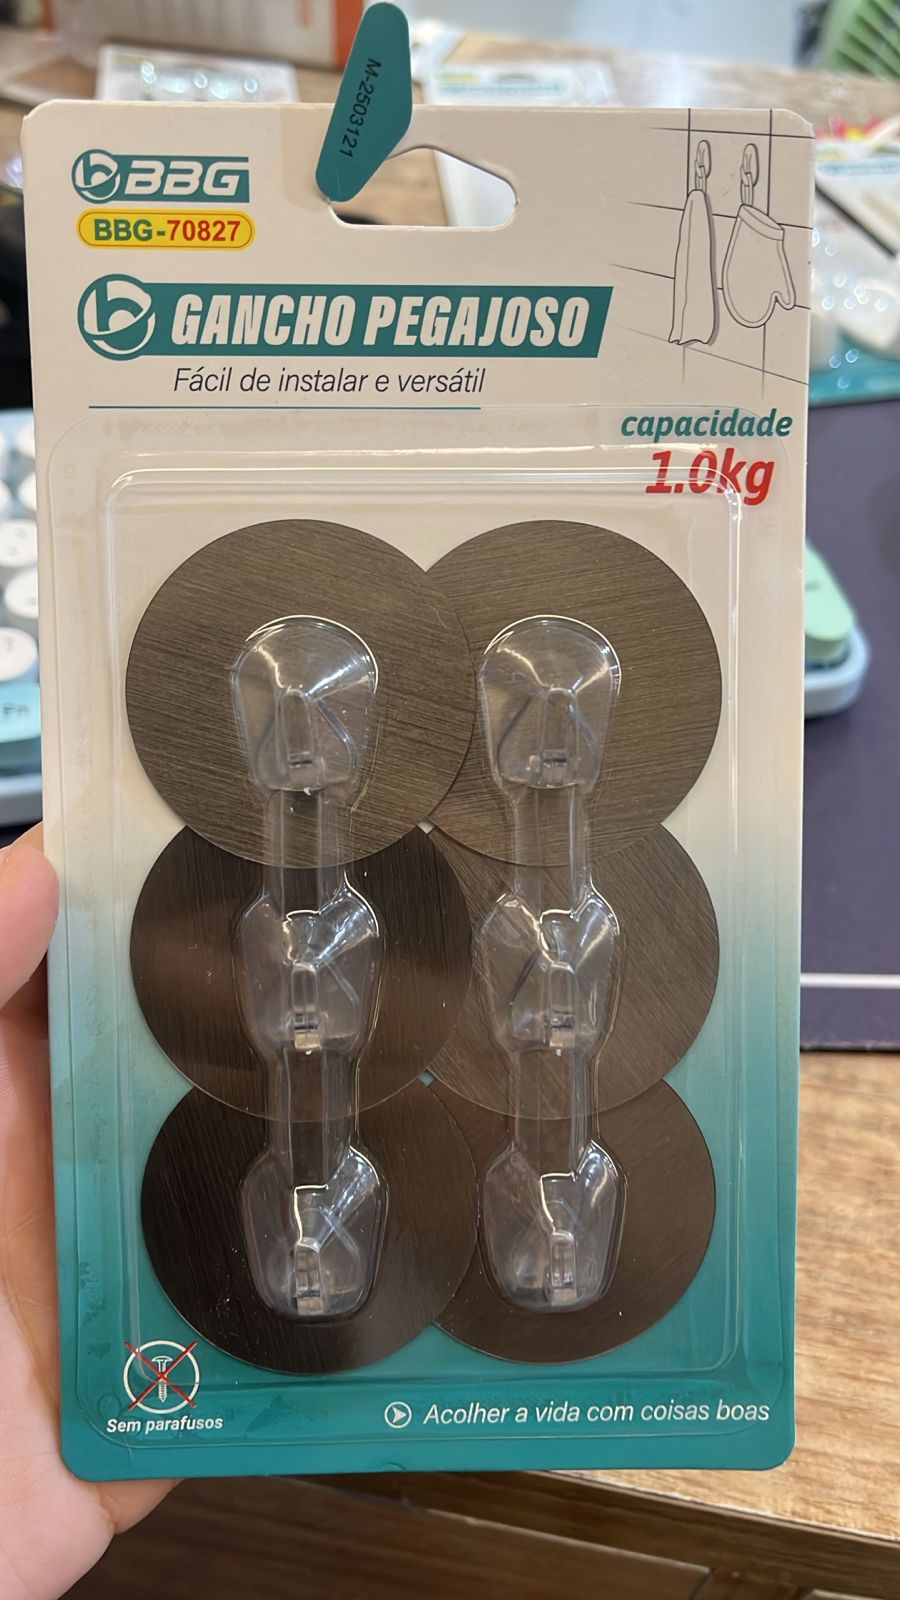 M-2503121
BBG
BBG-70827
GANCHO PEGAJOSO
Fácil de instalar e versátil
capacidade
1.0kg
Sem parafusos
Acolher a vida com coisas boas
Fn